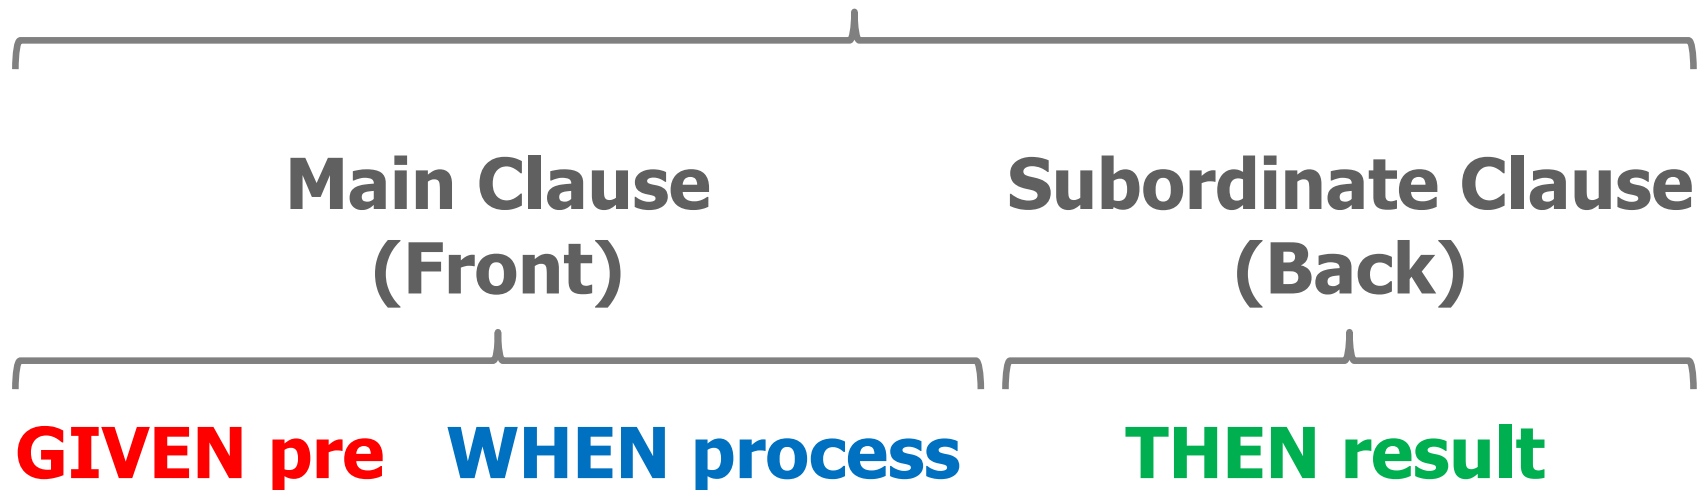 Main Clause
(Front)
Subordinate Clause
(Back)
GIVEN pre WHEN process THEN result